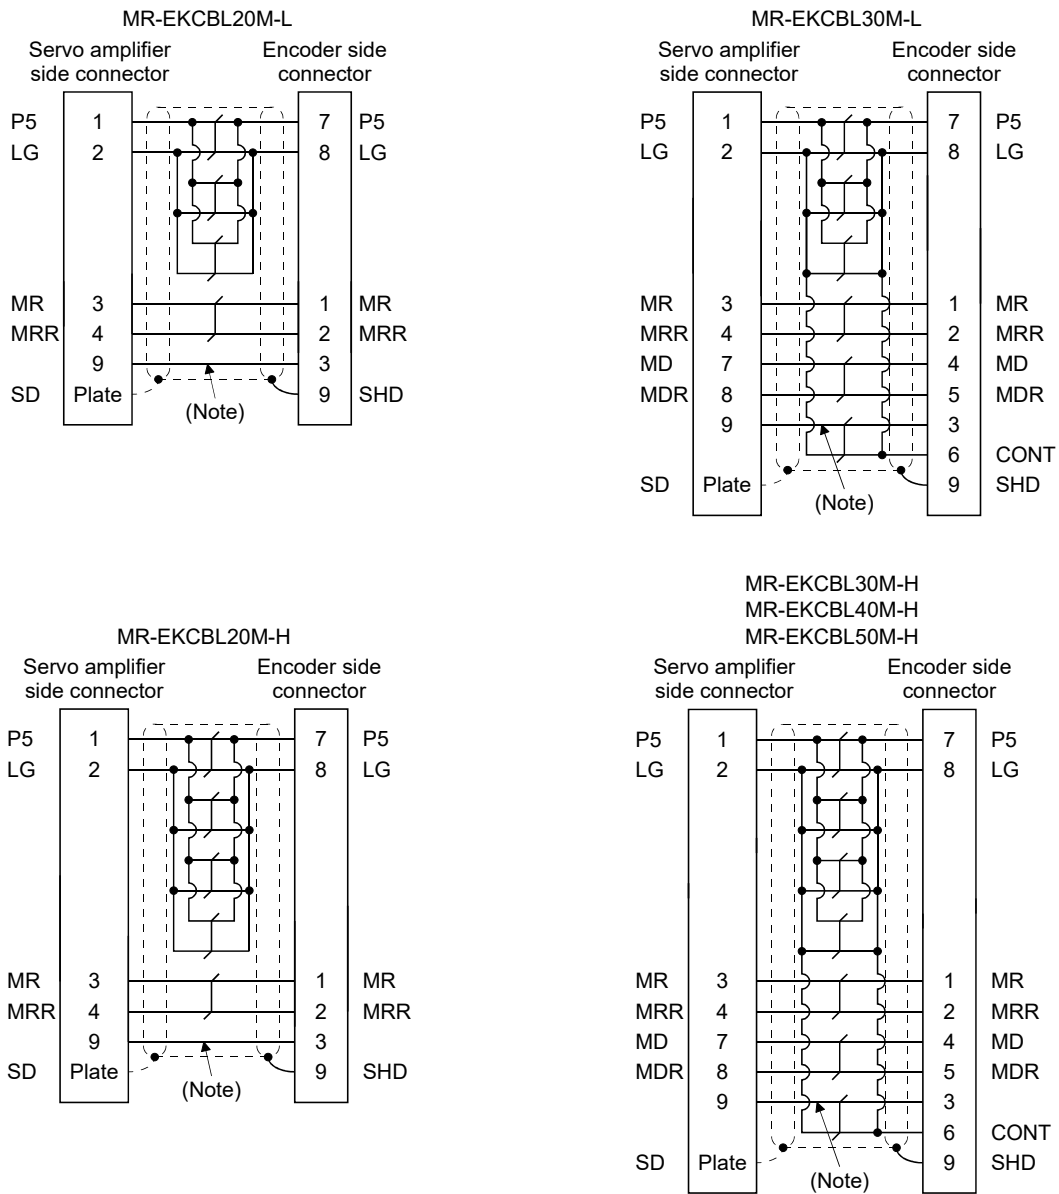 MR-EKCBL20M-L
Servo amplifier side connector
Encoder side connector
P5 1 7 P5
LG 2 8 LG
MR 3 1 MR
MRR 4 2 MRR
9 3
SD Plate 9 SHD
(Note)
MR-EKCBL30M-L
Servo amplifier side connector
Encoder side connector
P5 1 7 P5
LG 2 8 LG
MR 3 1 MR
MRR 4 2 MRR
MD 7 4 MD
MDR 8 5 MDR
9 3
6 CONT
SD Plate 9 SHD
(Note)
MR-EKCBL20M-H
Servo amplifier side connector
Encoder side connector
P5 1 7 P5
LG 2 8 LG
MR 3 1 MR
MRR 4 2 MRR
9 3
SD Plate 9 SHD
(Note)
MR-EKCBL30M-H
MR-EKCBL40M-H
MR-EKCBL50M-H
Servo amplifier side connector
Encoder side connector
P5 1 7 P5
LG 2 8 LG
MR 3 1 MR
MRR 4 2 MRR
MD 7 4 MD
MDR 8 5 MDR
9 3
6 CONT
SD Plate 9 SHD
(Note)